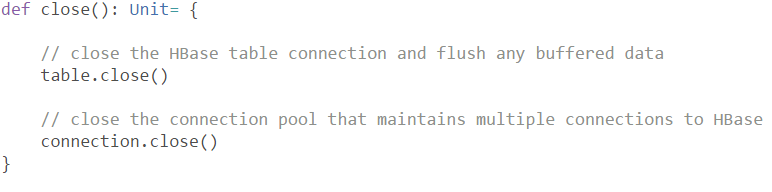 def close(): Unit= {
// close the HBase table connection and flush any buffered data
table.close()
// close the connection pool that maintains multiple connections to HBase
connection.close()
}